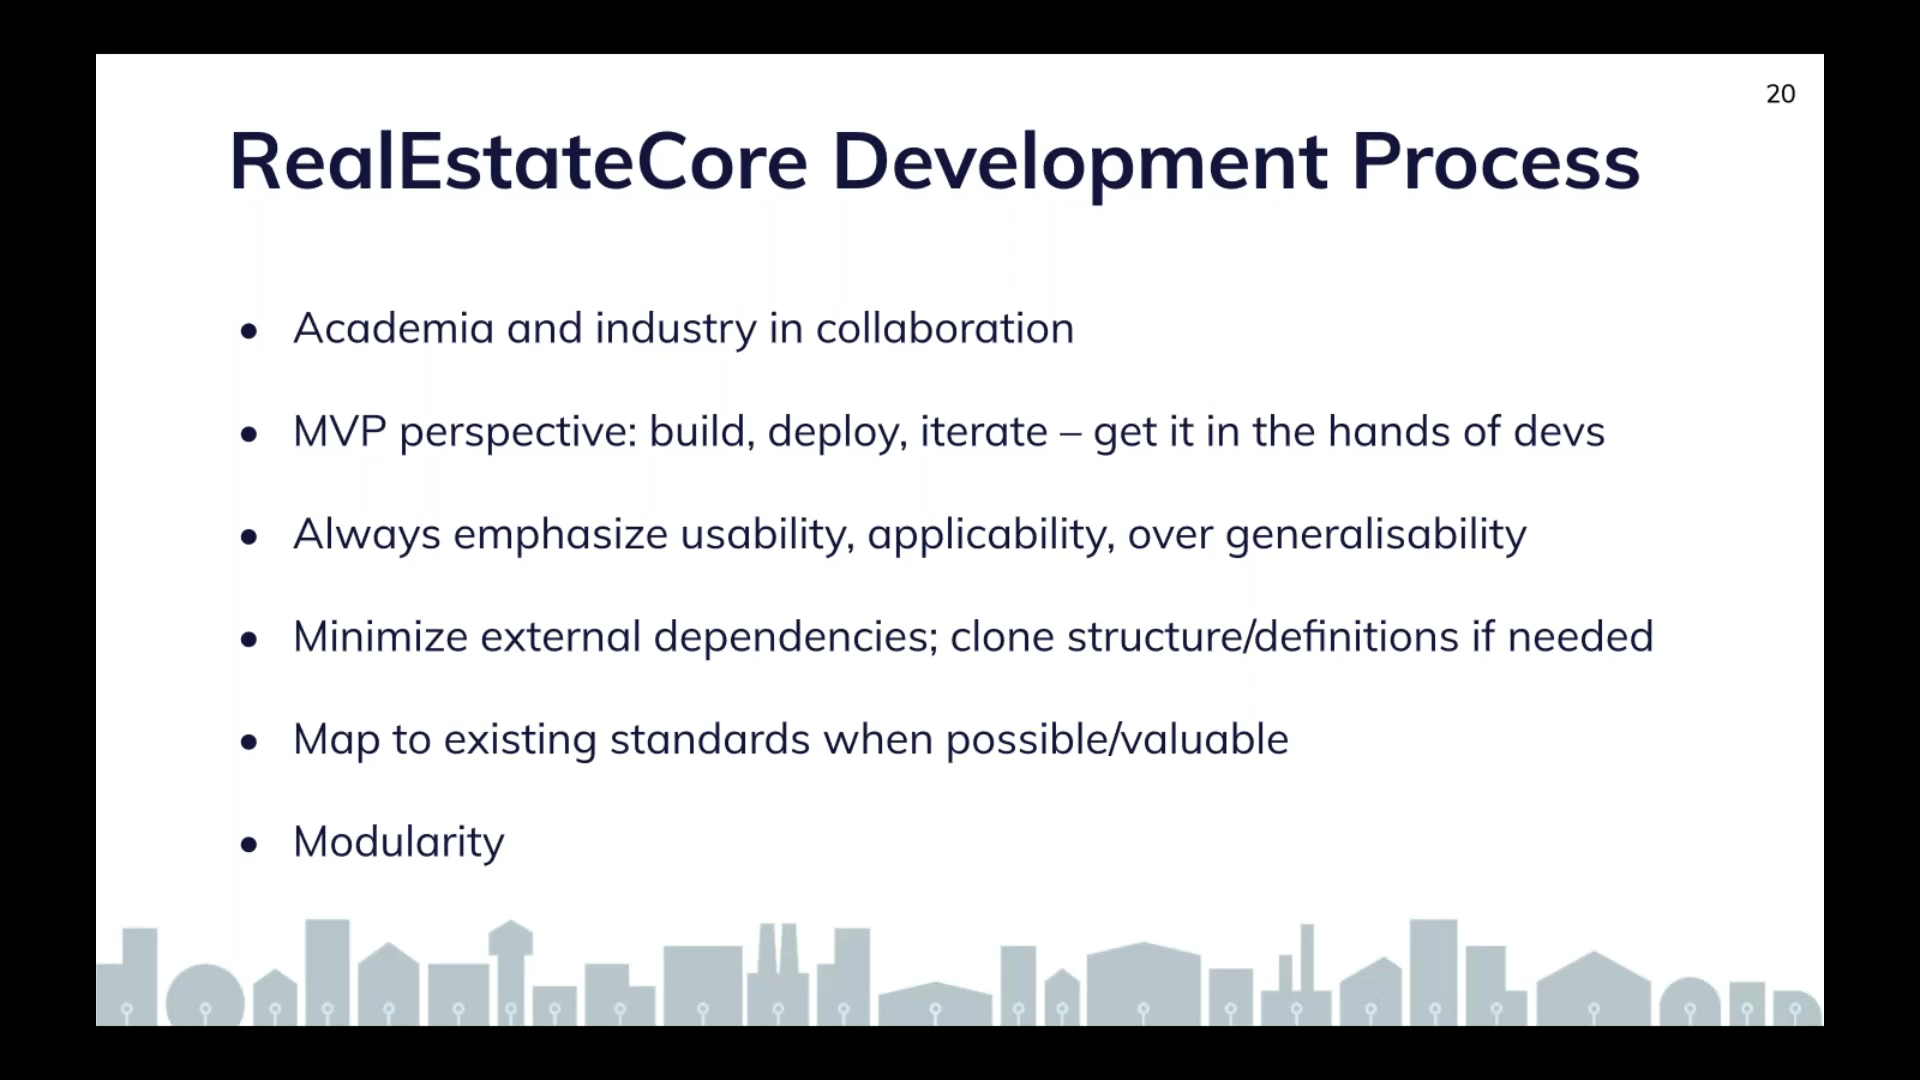 20
RealEstateCore Development Process
• Academia and industry in collaboration
• MVP perspective: build, deploy, iterate – get it in the hands of devs
• Always emphasize usability, applicability, over generalisability
• Minimize external dependencies; clone structure/definitions if needed
• Map to existing standards when possible/valuable
• Modularity